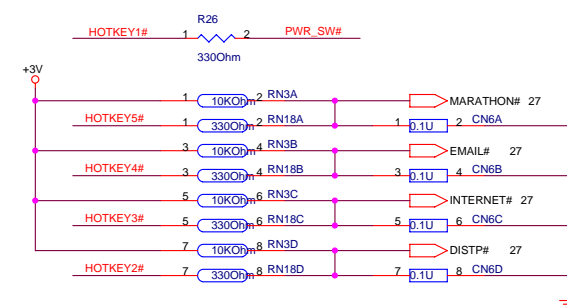 R26
HOTKEY1# 1 2 PWR_SW#
330Ohm
+3V
1 10KOhm 2 RN3A MARATHON# 27
HOTKEY5# 1 330Ohm 2 RN18A 1 0.1U 2 CN6A
3 10KOhm 4 RN3B EMAIL# 27
HOTKEY4# 3 330Ohm 4 RN18B 3 0.1U 4 CN6B
5 10KOhm 6 RN3C INTERNET# 27
HOTKEY3# 5 330Ohm 6 RN18C 5 0.1U 6 CN6C
7 10KOhm 8 RN3D DISTP# 27
HOTKEY2# 7 330Ohm 8 RN18D 7 0.1U 8 CN6D